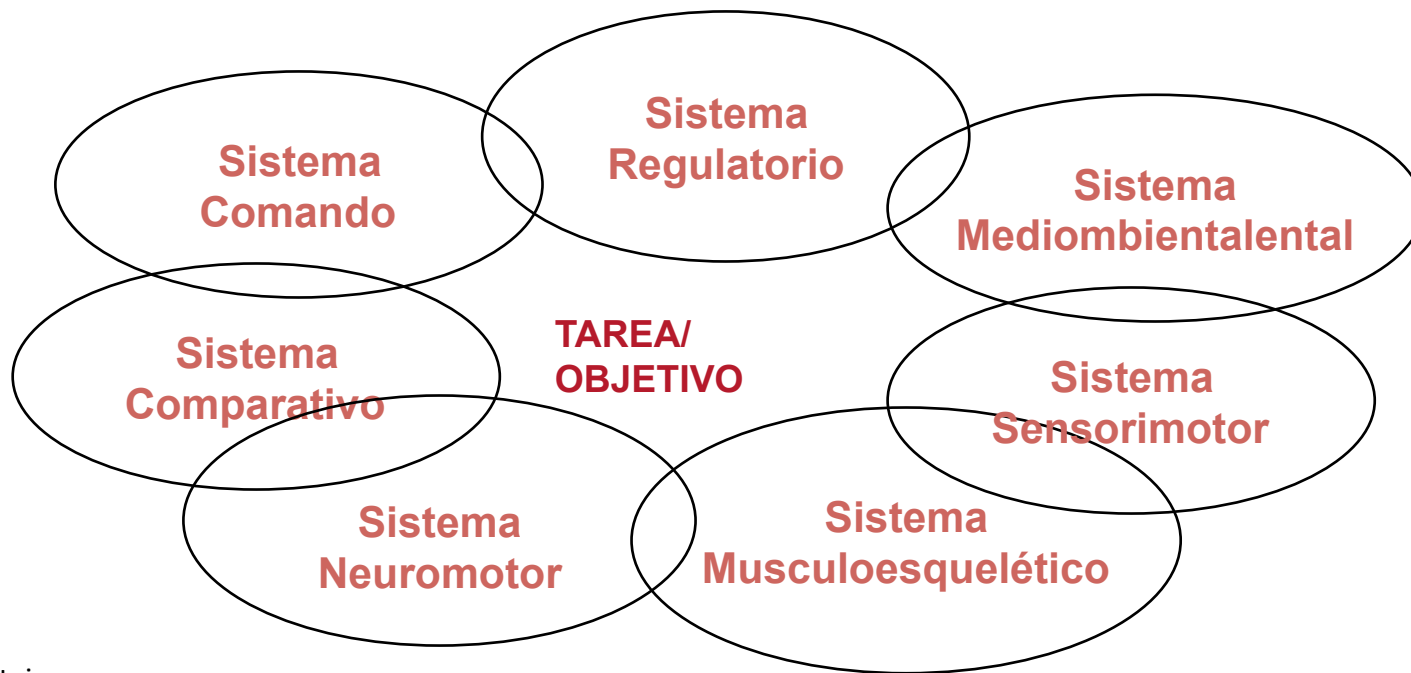 Sistema
Regulatorio
Sistema
Comando
Sistema
Mediombientalental
Sistema
Comparativo
TAREA/
OBJETIVO
Sistema
Sensorimotor
Sistema
Neuromotor
Sistema
Musculoesquelético